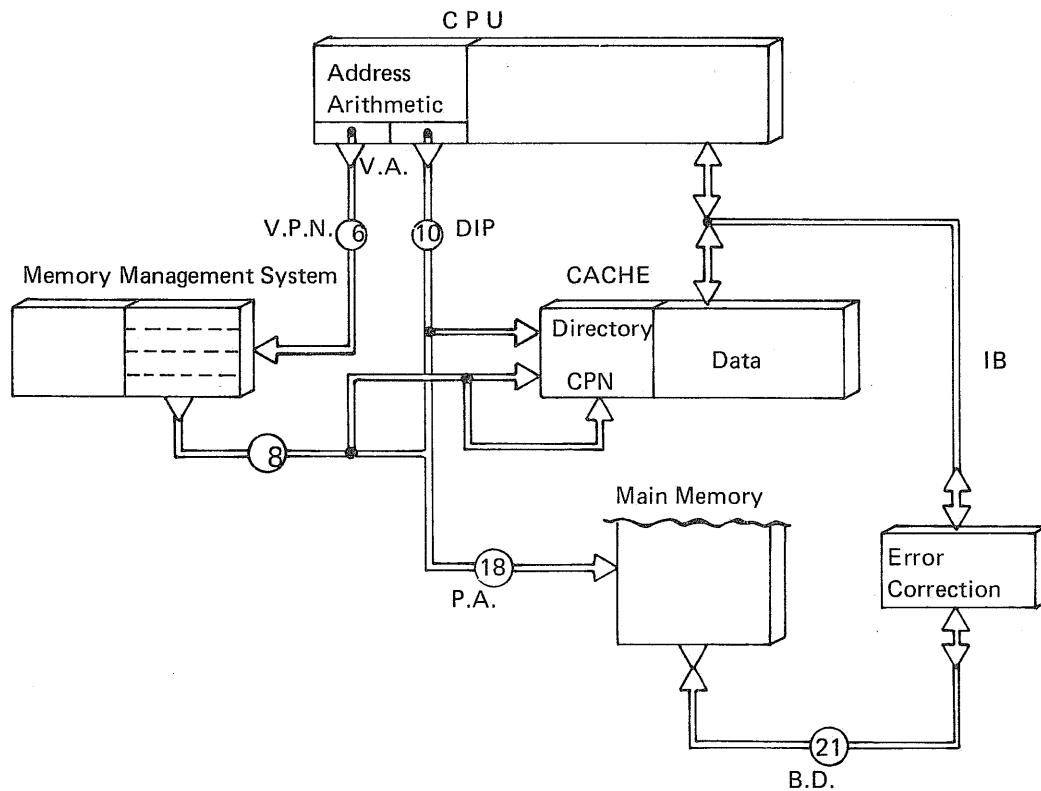 CPU
Address
Arithmetic
V.A.
V.P.N. 6
10 DIP
Memory Management System
CACHE
Directory
CPN
Data
IB
8
Main Memory
18
P.A.
Error
Correction
21
B.D.